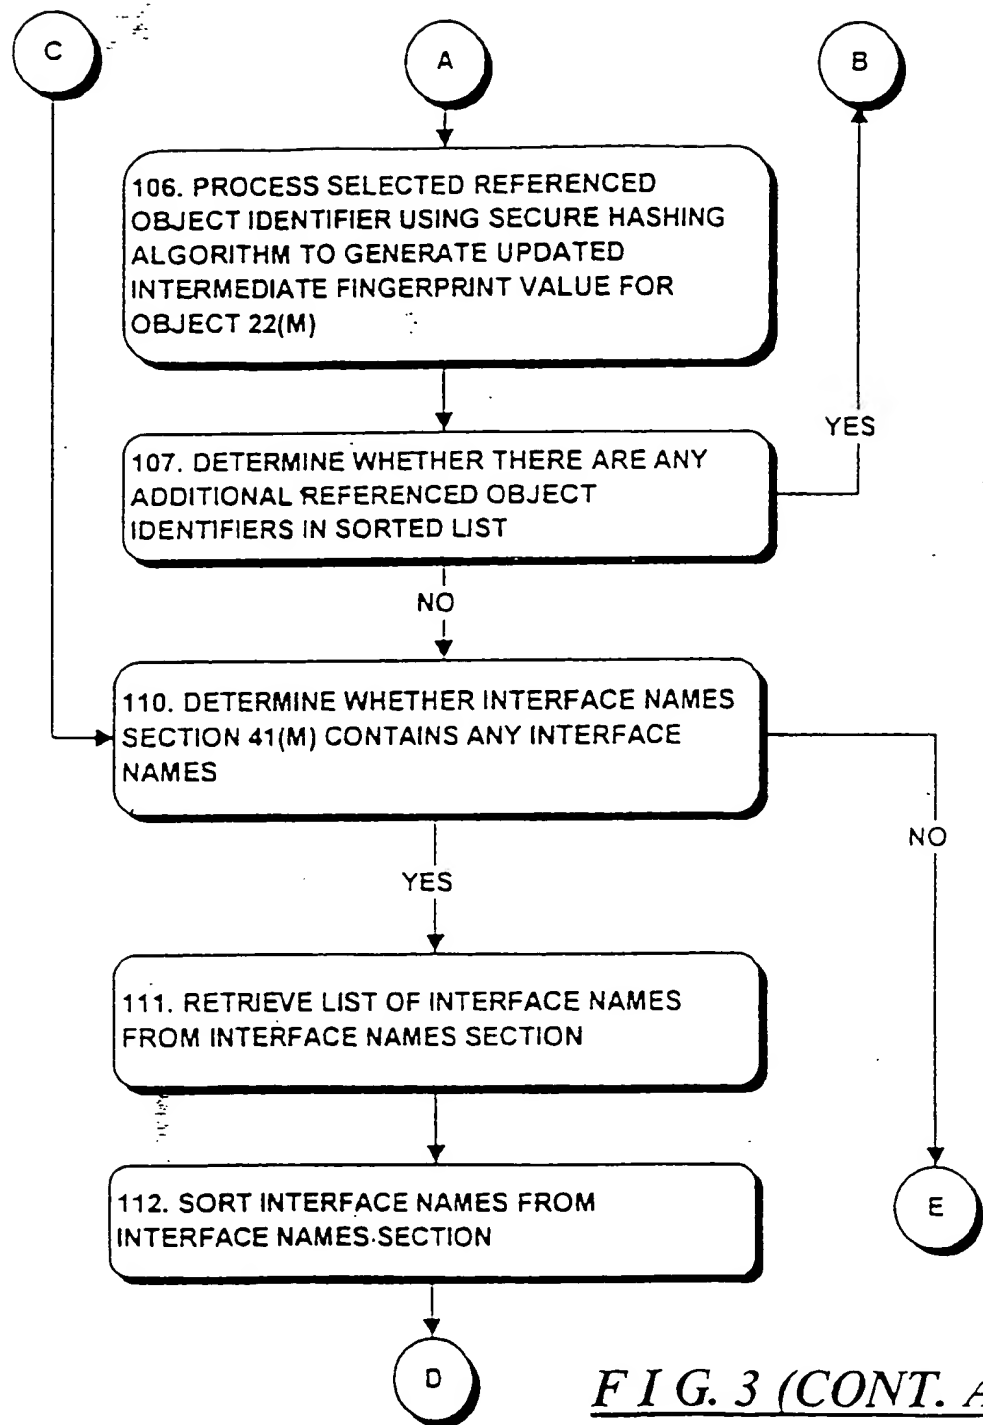 C
A
B
106. PROCESS SELECTED REFERENCED
OBJECT IDENTIFIER USING SECURE HASHING
ALGORITHM TO GENERATE UPDATED
INTERMEDIATE FINGERPRINT VALUE FOR
OBJECT 22(M)
YES
107. DETERMINE WHETHER THERE ARE ANY
ADDITIONAL REFERENCED OBJECT
IDENTIFIERS IN SORTED LIST
NO
110. DETERMINE WHETHER INTERFACE NAMES
SECTION 41(M) CONTAINS ANY INTERFACE
NAMES
NO
YES
111. RETRIEVE LIST OF INTERFACE NAMES
FROM INTERFACE NAMES SECTION
112. SORT INTERFACE NAMES FROM
INTERFACE NAMES SECTION
E
D
F I G. 3 (CONT. A